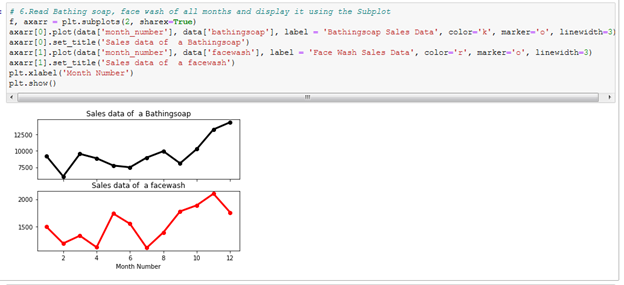 # 6.Read Bathing soap, face wash of all months and display it using the Subplot
f, axarr = plt.subplots(2, sharex=True)
axarr[0].plot(data['month_number'], data['bathingsoap'], label = 'Bathingsoap Sales Data', color='k', marker='o', linewidth=3)
axarr[0].set_title('Sales data of  a Bathingsoap')
axarr[1].plot(data['month_number'], data['facewash'], label = 'Face Wash Sales Data', color='r', marker='o', linewidth=3)
axarr[1].set_title('Sales data of  a facewash')
plt.xlabel('Month Number')
plt.show()
Sales data of  a Bathingsoap
12500
10000
7500
Sales data of  a facewash
2000
1500
2 4 6 8 10 12
Month Number